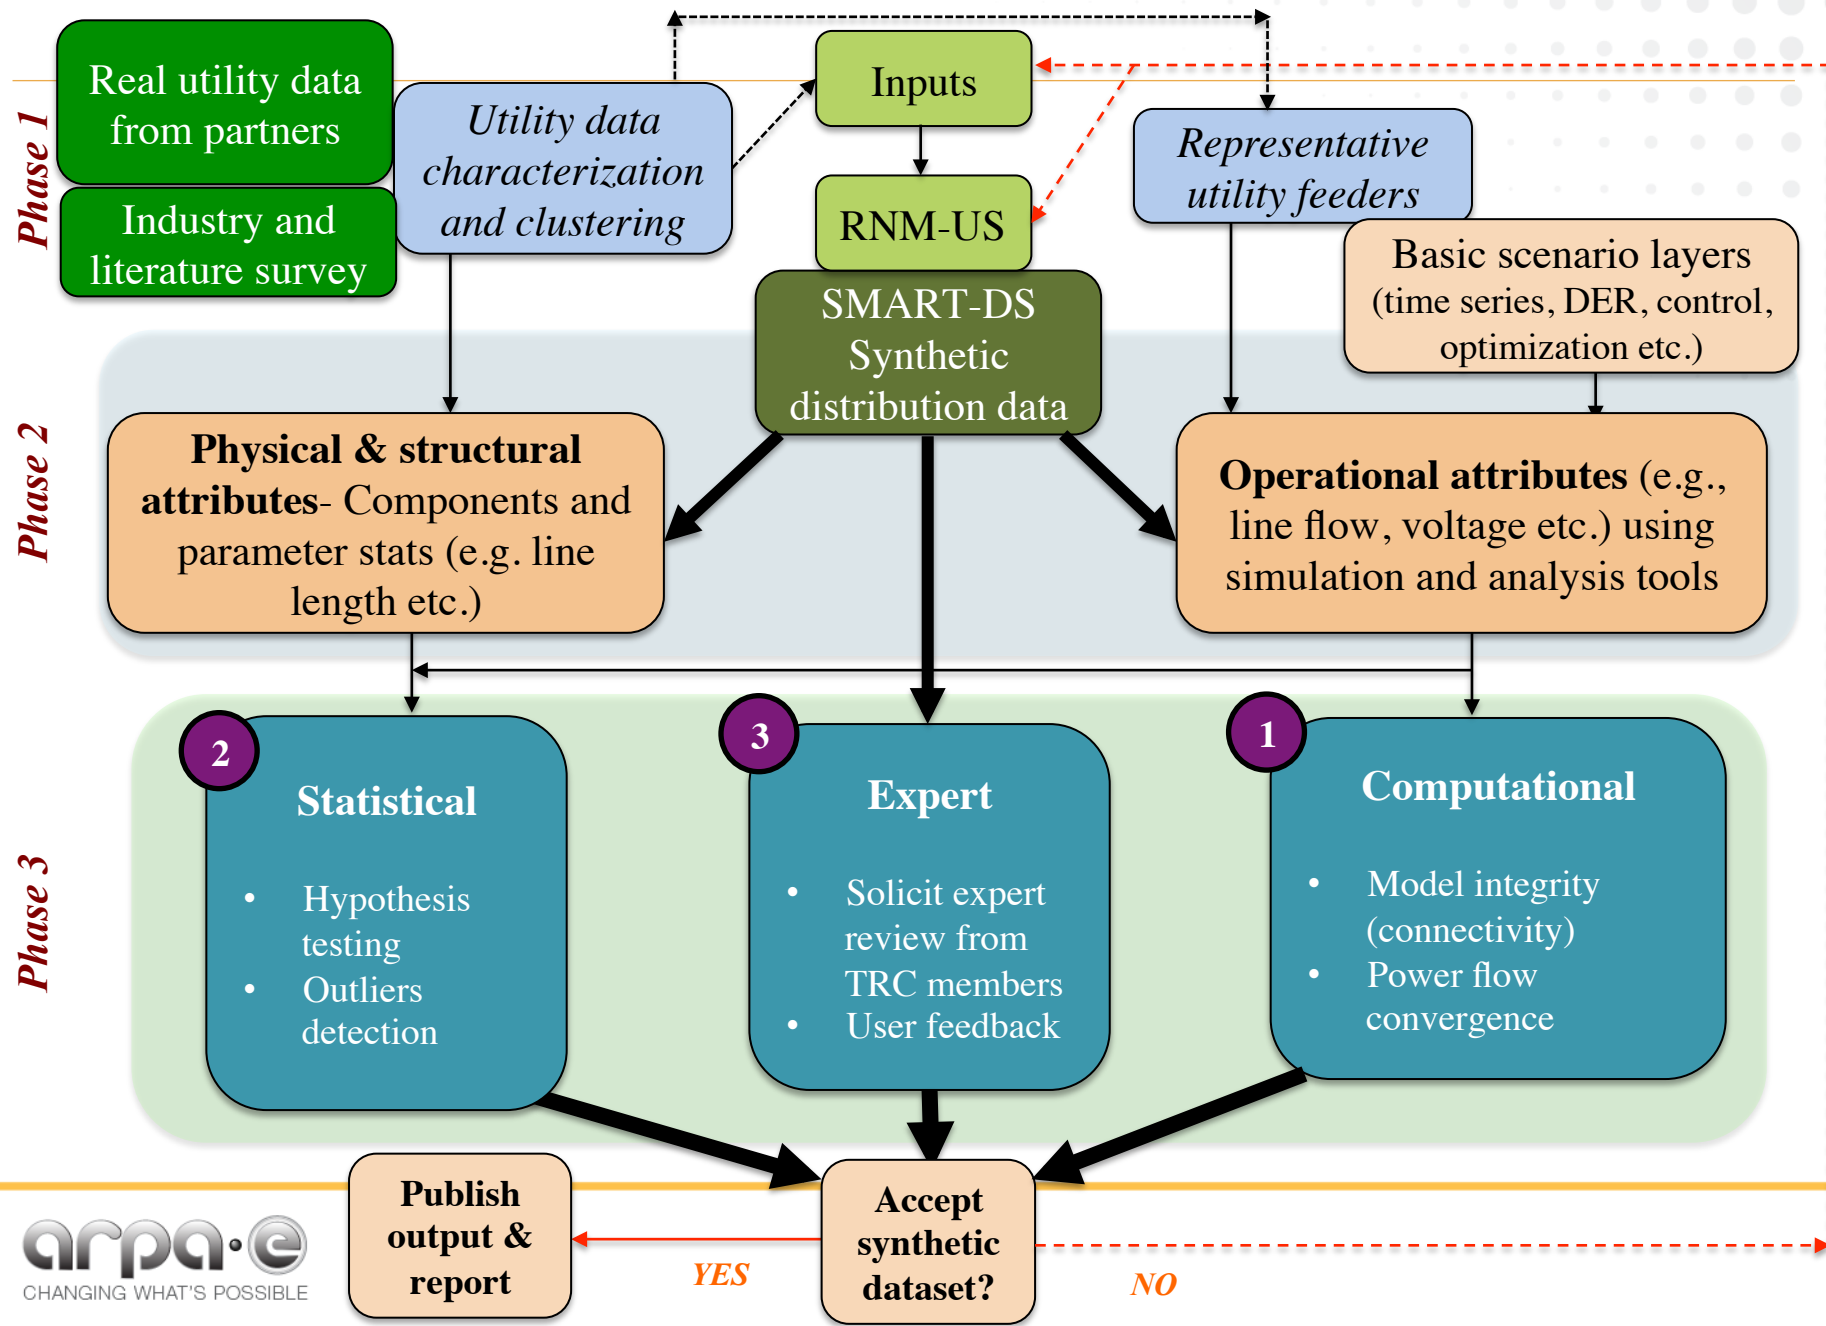 Phase 1
Real utility data
from partners
Industry and
literature survey
Utility data
characterization
and clustering
Inputs
RNM-US
Representative
utility feeders
Basic scenario layers
(time series, DER, control,
optimization etc.)
SMART-DS
Synthetic
distribution data
Phase 2
Physical & structural
attributes- Components and
parameter stats (e.g. line
length etc.)
Operational attributes (e.g.,
line flow, voltage etc.) using
simulation and analysis tools
Phase 3
2
Statistical
• Hypothesis
testing
• Outliers
detection
3
Expert
• Solicit expert
review from
TRC members
• User feedback
1
Computational
• Model integrity
(connectivity)
• Power flow
convergence
Publish
output &
report
YES
Accept
synthetic
dataset?
NO
arpa·e
CHANGING WHAT'S POSSIBLE